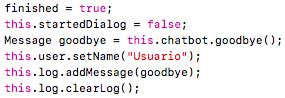 finished = true;
this.startedDialog = false;
Message goodbye = this.chatbot.goodbye();
this.user.setName("Usuario");
this.log.addMessage(goodbye);
this.log.clearLog();